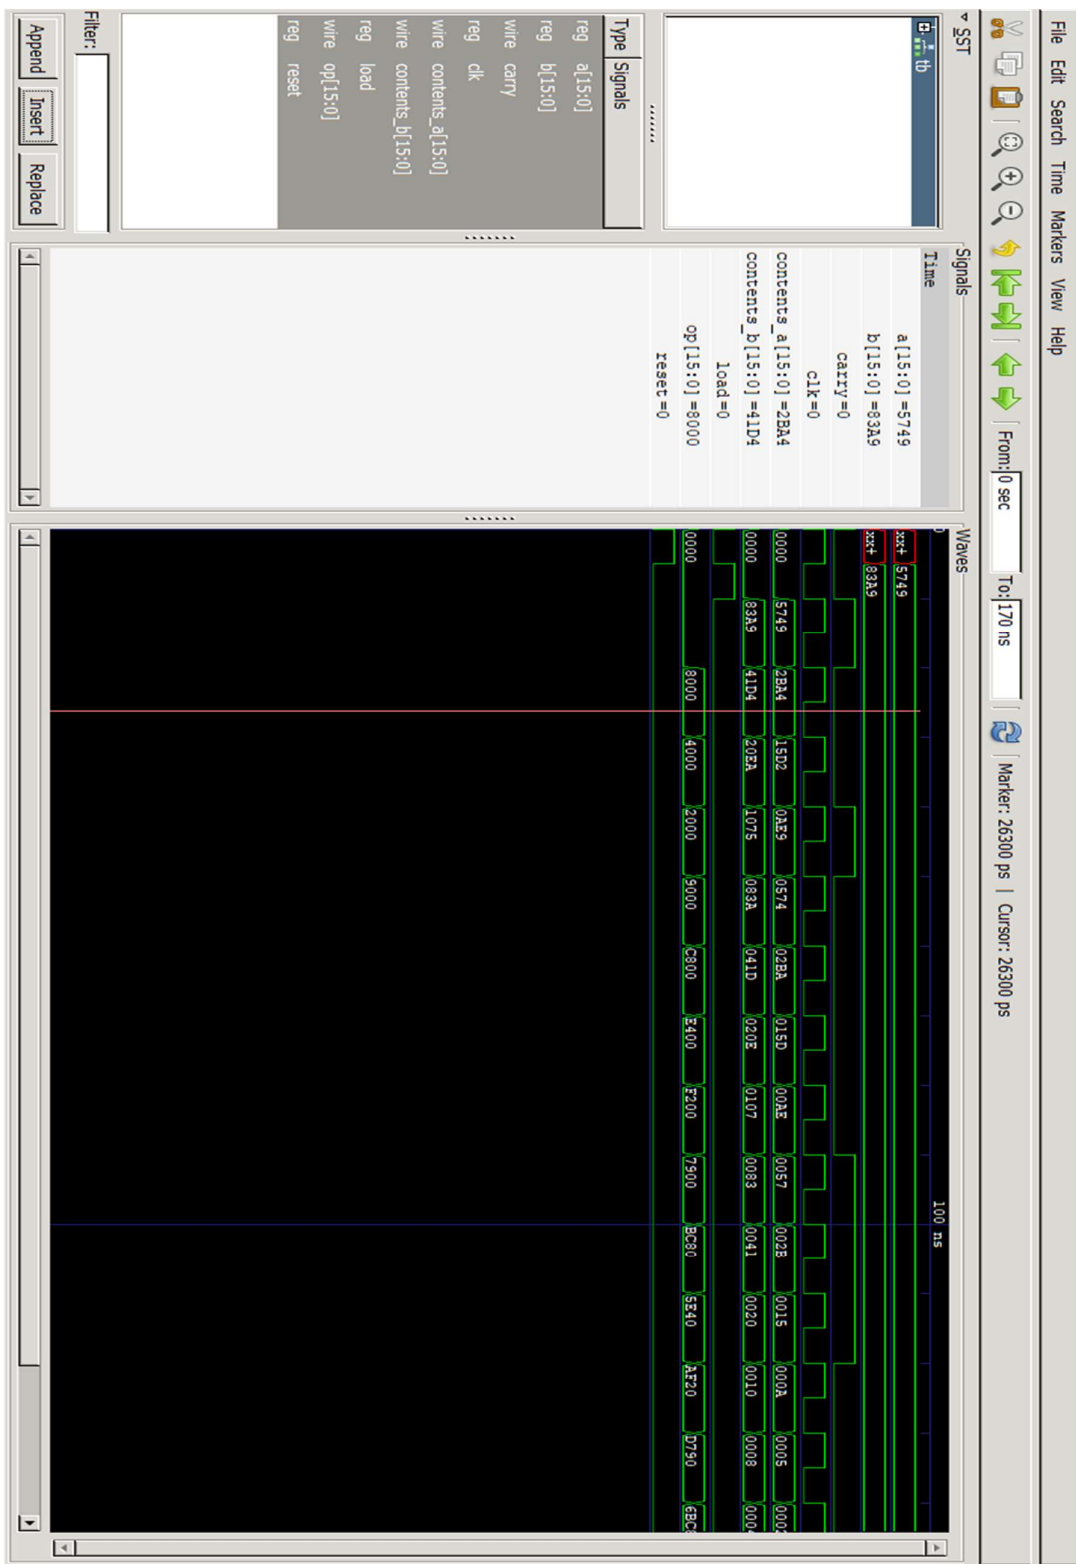 File Edit Search Time Markers View Help
From: 0 sec To: 170 ns Marker: 26300 ps | Cursor: 26300 ps
SST
tb
Type Signals
reg a[15:0]
reg b[15:0]
wire carry
reg clk
wire contents_a[15:0]
wire contents_b[15:0]
reg load
wire op[15:0]
reg reset
Filter:
Append Insert Replace
Signals
Time
a[15:0] =5749
b[15:0] =83A9
carry=0
clk=0
contents_a[15:0] =2BA4
contents_b[15:0] =41D4
load=0
op[15:0] =8000
reset=0
Waves
0 100 ns
xx+ 5749
xx+ 83A9
0000 5749 2BA4 15D2 0AE9 0574 02BA 015D 00AE 0057 002B 0015 000A 0005 0002
0000 83A9 41D4 20EA 1075 083A 041D 020E 0107 0083 0041 0020 0010 0008 0004
0000 8000 4000 2000 9000 C800 E400 F200 7900 BC80 5E40 AF20 D790 6BC8